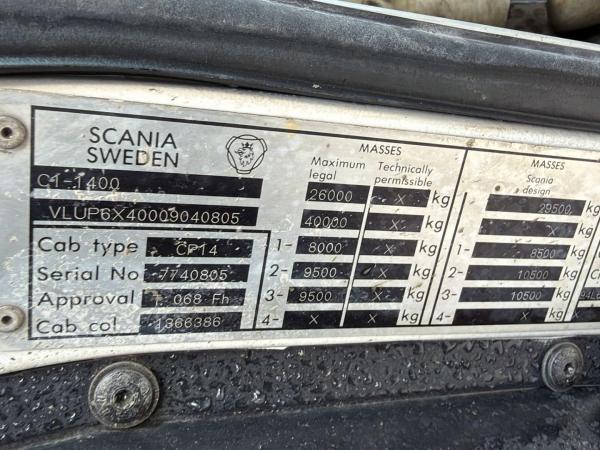 SCANIA
SWEDEN
C1-1400
VLUP6X40009040805
Cab type CP14
Serial No 7740805
Approval T 068 Fh
Cab col 1366386
MASSES
Maximum legal Technically permissible
26000 X kg
40000 X kg
1- 8000 X kg
2- 9500 X kg
3- 9500 X kg
4- X X kg
MASSES
Scania design
29500 kg
X kg
1- 8500 kg
2- 10500 kg
3- 10500 kg
4- X kg